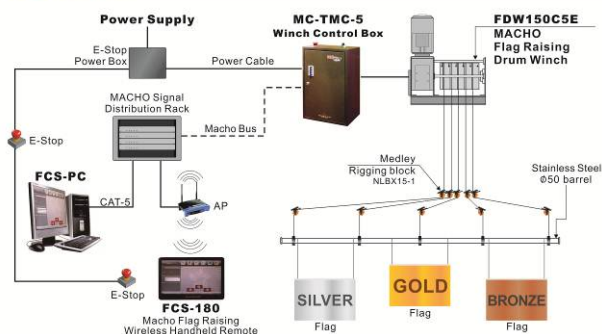 Power Supply
E-Stop
Power Box
Power Cable
MC-TMC-5
Winch Control Box
FDW150C5E
MACHO
Flag Raising
Drum Winch
MACHO Signal
Distribution Rack
Macho Bus
E-Stop
FCS-PC
CAT-5
AP
Medley
Rigging block
NLBX15-1
Stainless Steel
Ø50 barrel
E-Stop
FCS-180
Macho Flag Raising
Wireless Handheld Remote
SILVER
Flag
GOLD
Flag
BRONZE
Flag